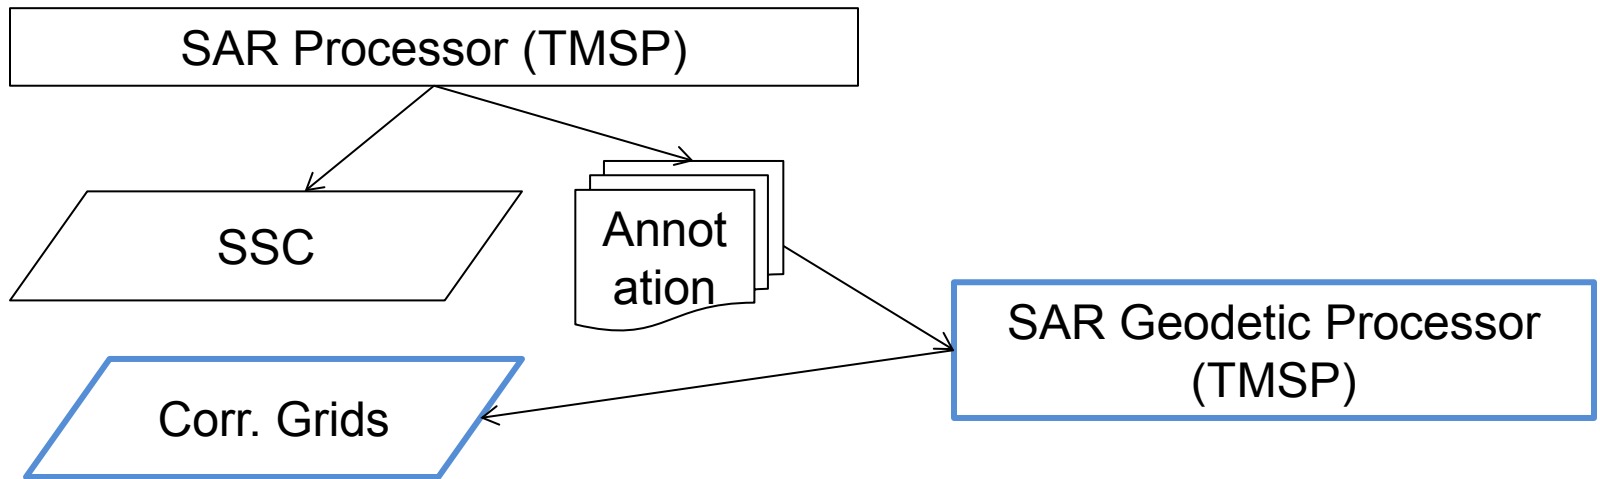 SAR Processor (TMSP)
SSC
Annot
ation
SAR Geodetic Processor
(TMSP)
Corr. Grids